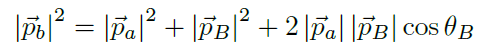 |p⃗_b|² = |p⃗_a|² + |p⃗_B|² + 2 |p⃗_a| |p⃗_B| cos θ_B